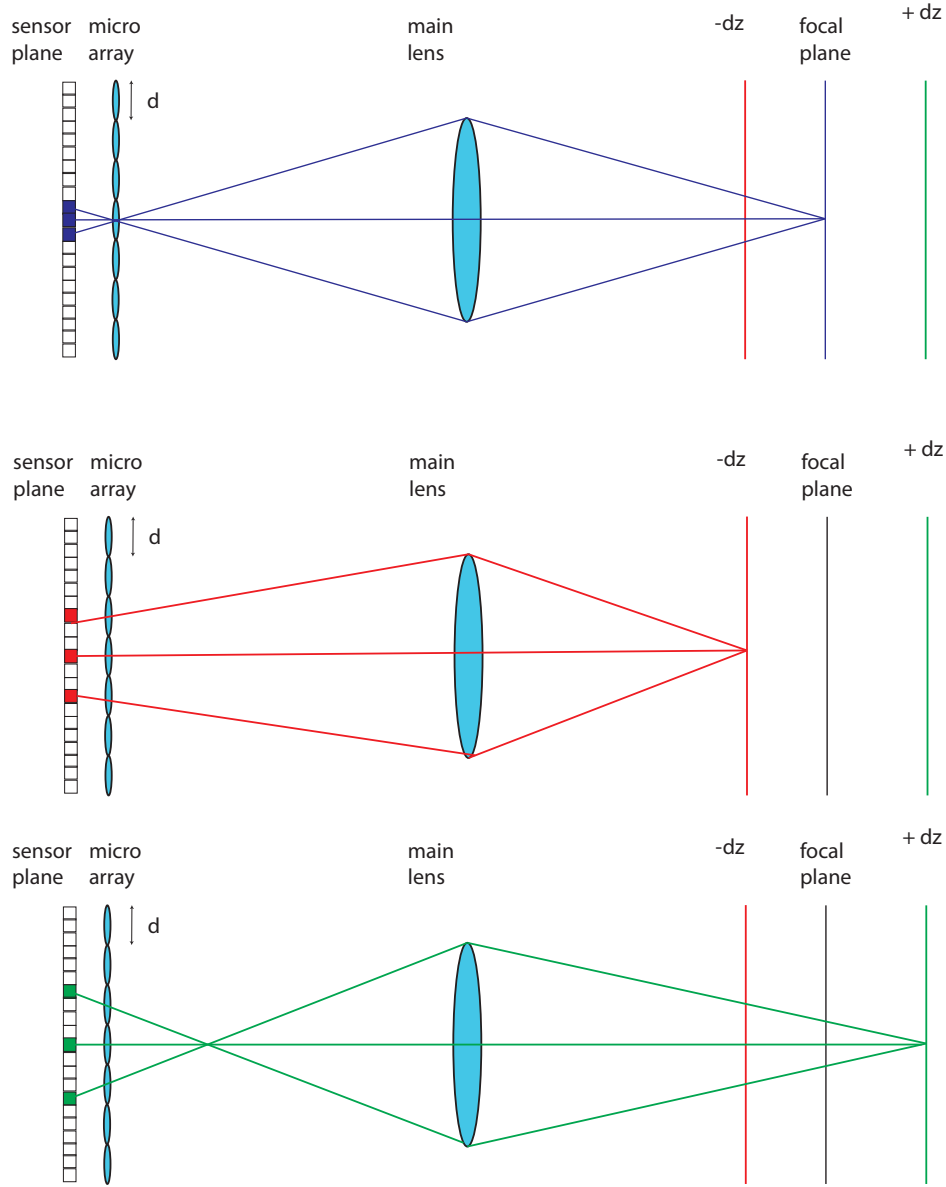 sensor plane
micro array
main lens
-dz
focal plane
+ dz
d
sensor plane
micro array
main lens
-dz
focal plane
+ dz
d
sensor plane
micro array
main lens
-dz
focal plane
+ dz
d